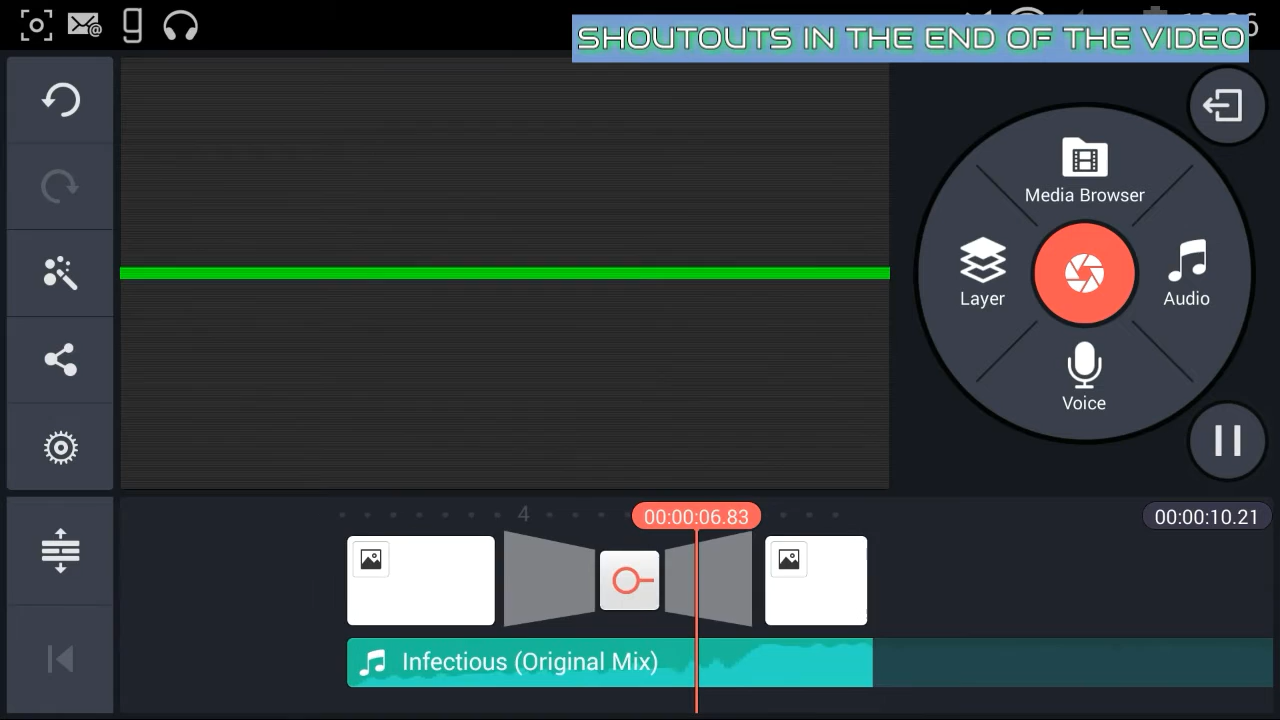 SHOUTOUTS IN THE END OF THE VIDEO
Media Browser
Layer
Audio
Voice
4
00:00:06.83
00:00:10.21
Infectious (Original Mix)